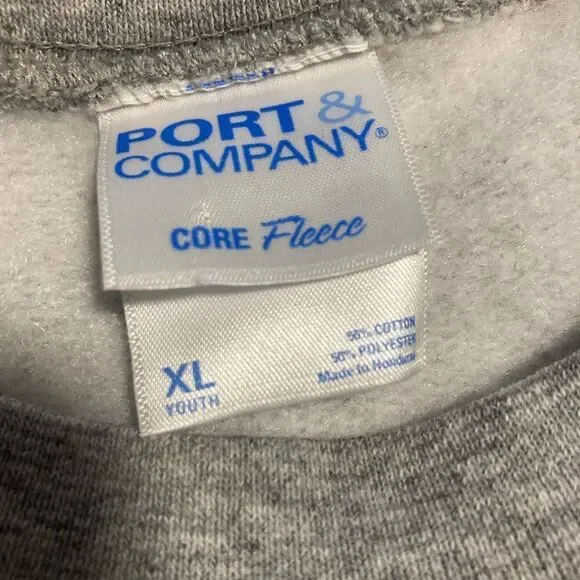 PORT &
COMPANY®
CORE Fleece
XL
YOUTH
50% COTTON
50% POLYESTER
Made in Honduras